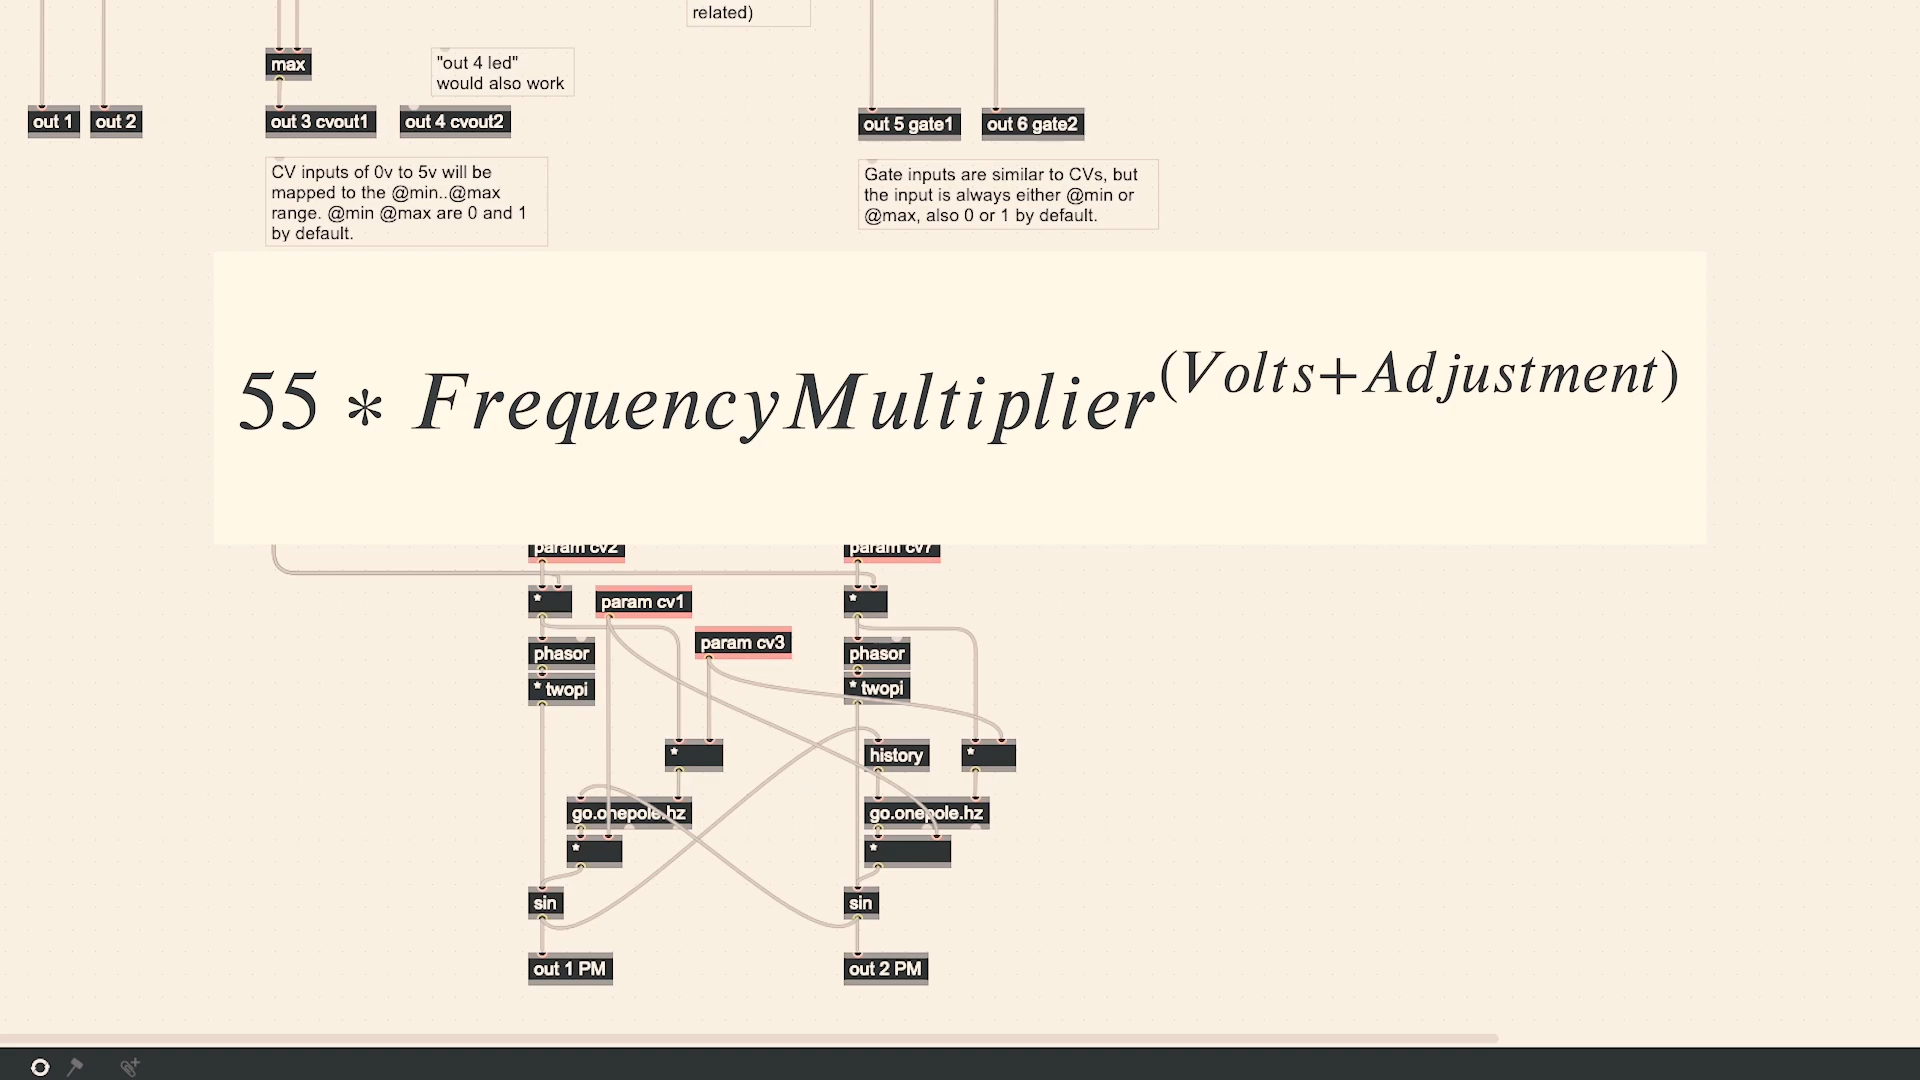 related)
max
"out 4 led"
would also work
out 1
out 2
out 3 cvout1
out 4 cvout2
out 5 gate1
out 6 gate2
CV inputs of 0v to 5v will be
mapped to the @min..@max
range. @min @max are 0 and 1
by default.
Gate inputs are similar to CVs, but
the input is always either @min or
@max, also 0 or 1 by default.
55 * FrequencyMultiplier^(Volts+Adjustment)
param cv2
param cv7
*
param cv1
*
param cv3
phasor
phasor
* twopi
* twopi
*
history
*
go.onepole.hz
go.onepole.hz
*
*
sin
sin
out 1 PM
out 2 PM